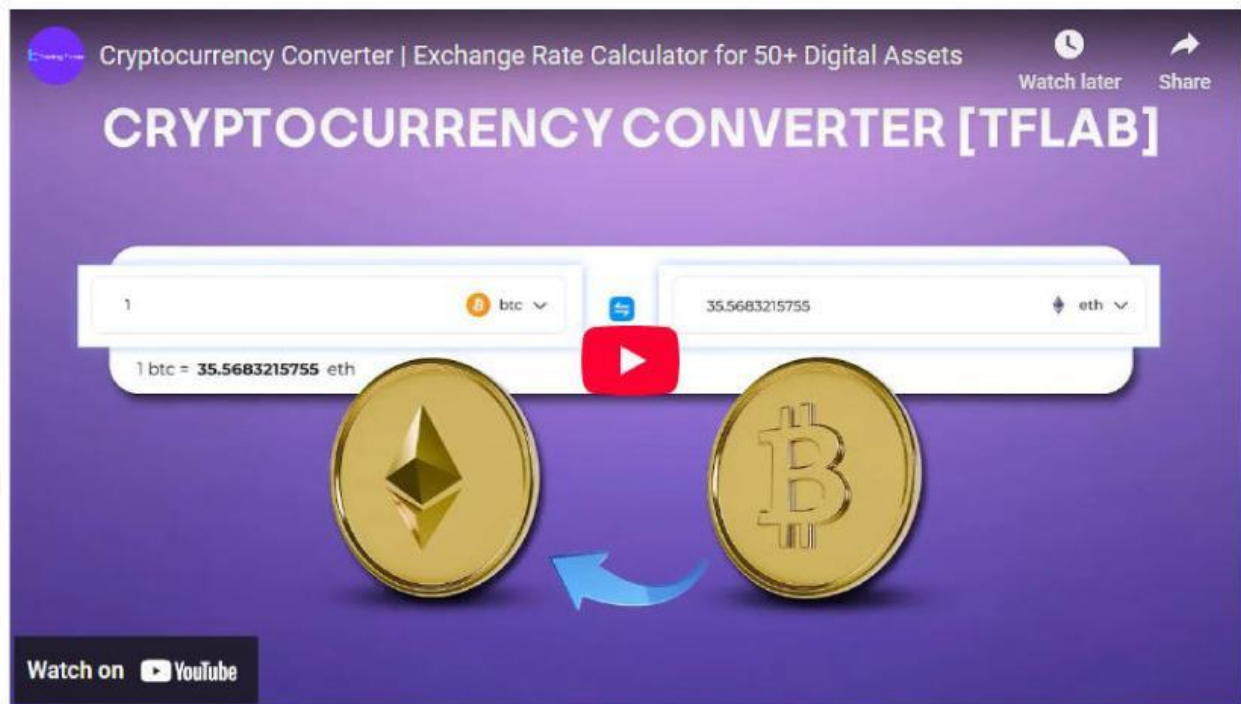 Cryptocurrency Converter | Exchange Rate Calculator for 50+ Digital Assets
Watch later
Share
CRYPTOCURRENCY CONVERTER [TFLAB]
1
btc
35.5683215755
eth
1 btc = 35.5683215755 eth
Watch on YouTube